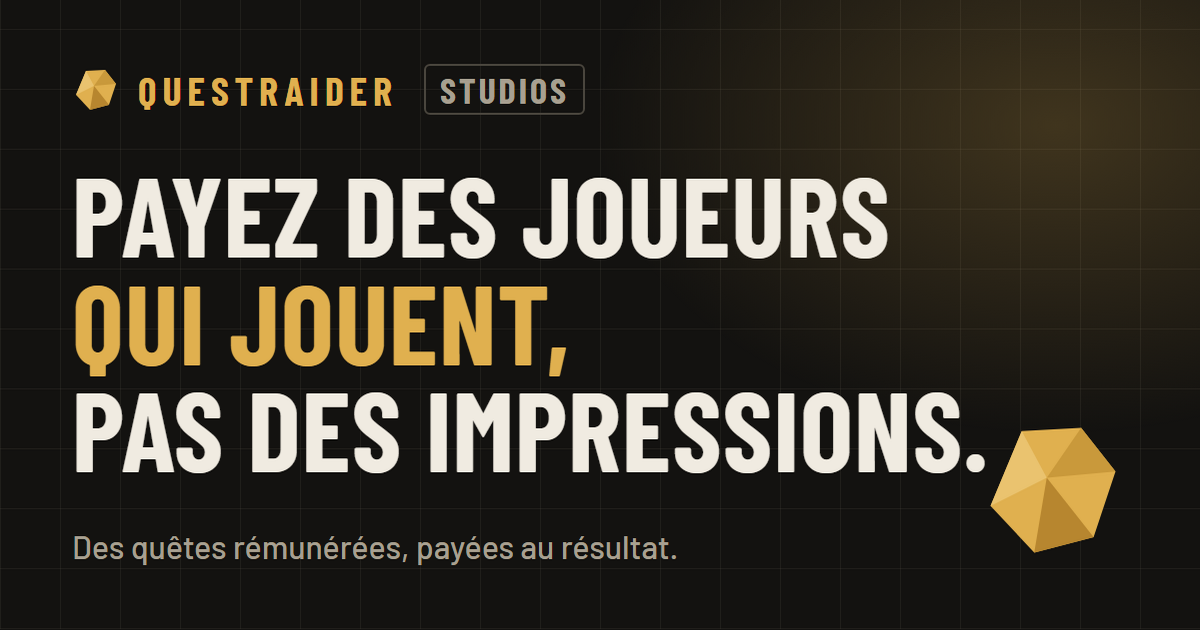 QUESTRAIDER STUDIOS
PAYEZ DES JOUEURS
QUI JOUENT,
PAS DES IMPRESSIONS.
Des quêtes rémunérées, payées au résultat.